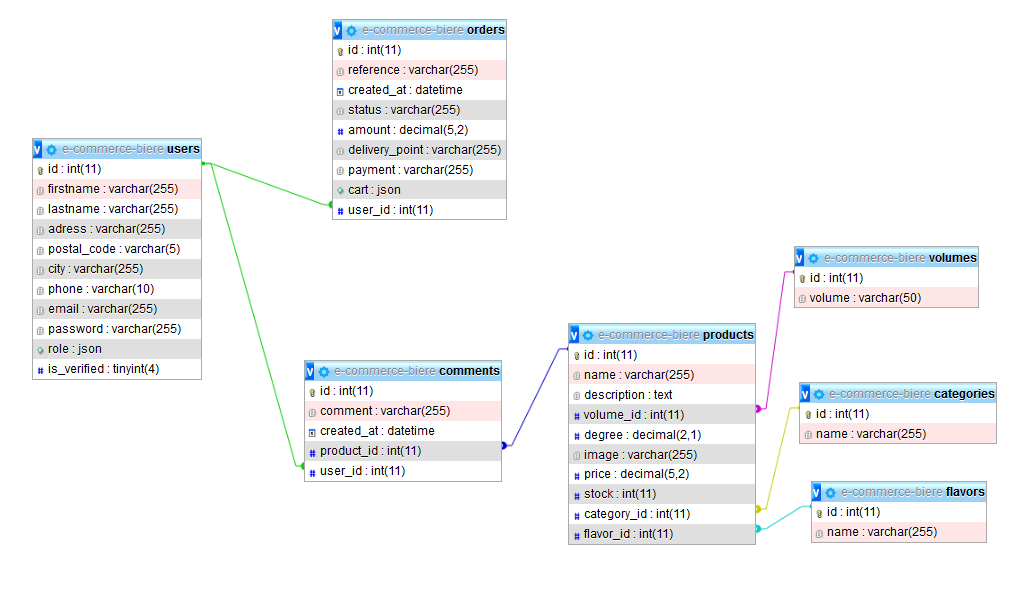 v e-commerce-biere orders
id : int(11)
reference : varchar(255)
created_at : datetime
status : varchar(255)
amount : decimal(5,2)
delivery_point : varchar(255)
payment : varchar(255)
cart : json
user_id : int(11)
v e-commerce-biere users
id : int(11)
firstname : varchar(255)
lastname : varchar(255)
adress : varchar(255)
postal_code : varchar(5)
city : varchar(255)
phone : varchar(10)
email : varchar(255)
password : varchar(255)
role : json
is_verified : tinyint(4)
v e-commerce-biere comments
id : int(11)
comment : varchar(255)
created_at : datetime
product_id : int(11)
user_id : int(11)
v e-commerce-biere products
id : int(11)
name : varchar(255)
description : text
volume_id : int(11)
degree : decimal(2,1)
image : varchar(255)
price : decimal(5,2)
stock : int(11)
category_id : int(11)
flavor_id : int(11)
v e-commerce-biere volumes
id : int(11)
volume : varchar(50)
v e-commerce-biere categories
id : int(11)
name : varchar(255)
v e-commerce-biere flavors
id : int(11)
name : varchar(255)